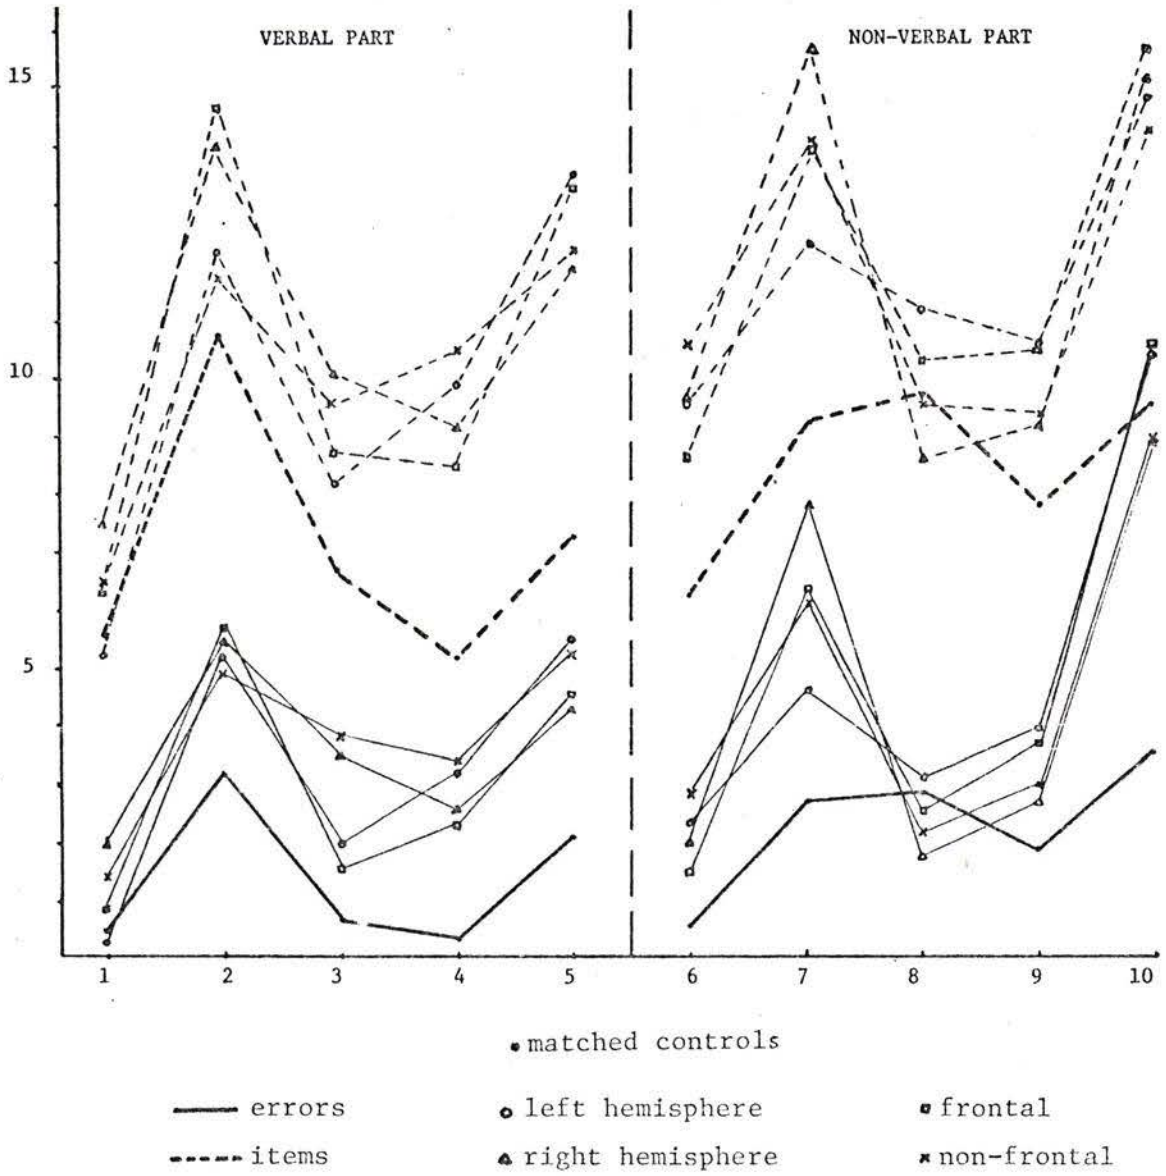 VERBAL PART
NON-VERBAL PART
15
10
5
1 2 3 4 5 6 7 8 9 10
matched controls
errors left hemisphere frontal
items right hemisphere non-frontal